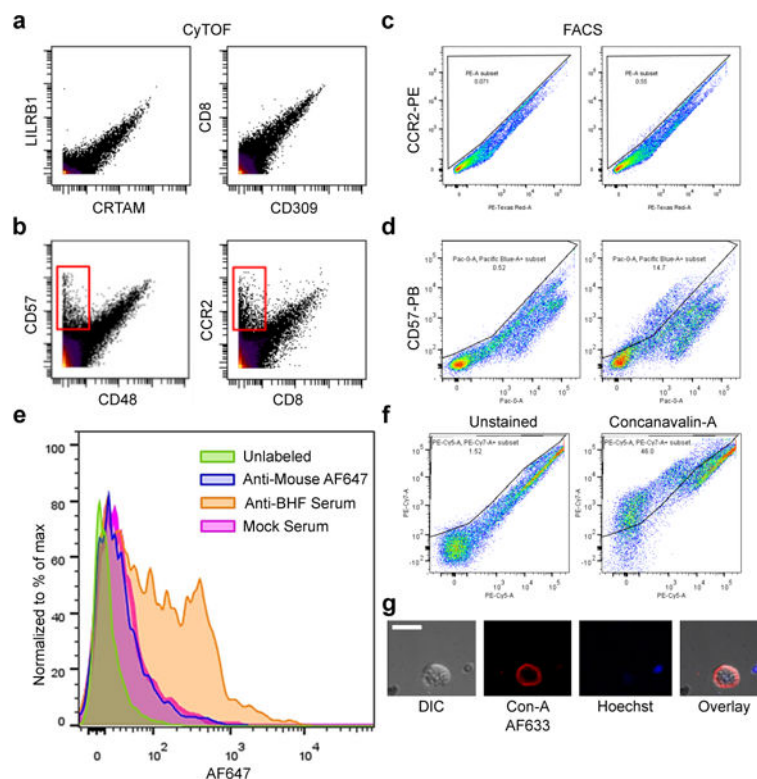 a
CyTOF
LILRB1
CRTAM
CD8
CD309
b
CD57
CD48
CCR2
CD8
c
FACS
CCR2-PE
PE-A subset
0.071
PE-Texas Red-A
PE-A subset
0.55
PE-Texas Red-A
d
CD57-PB
Pac-0-A, Pacific Blue-A+ subset
0.52
Pac-0-A
Pac-0-A, Pacific Blue-A+ subset
14.7
Pac-0-A
e
Normalized to % of max
100
80
60
40
20
0
0
10²
10³
10⁴
AF647
Unlabeled
Anti-Mouse AF647
Anti-BHF Serum
Mock Serum
f
Unstained
Concanavalin-A
PE-Cy5-A, PE-Cy7-A+ subset
1.52
PE-Cy7-A
PE-Cy5-A
PE-Cy5-A, PE-Cy7-A+ subset
PE-Cy7-A
PE-Cy5-A
g
DIC
Con-A
AF633
Hoechst
Overlay